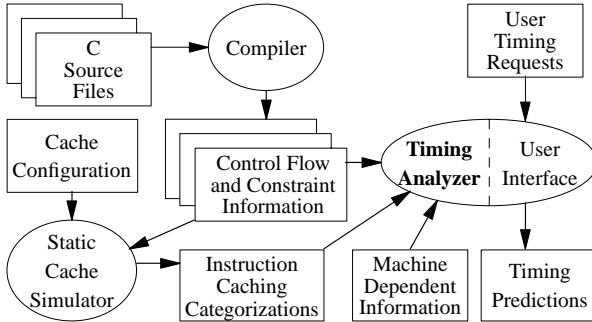 C
Source
Files
Compiler
User
Timing
Requests
Cache
Configuration
Control Flow
and Constraint
Information
Timing
Analyzer
User
Interface
Static
Cache
Simulator
Instruction
Caching
Categorizations
Machine
Dependent
Information
Timing
Predictions